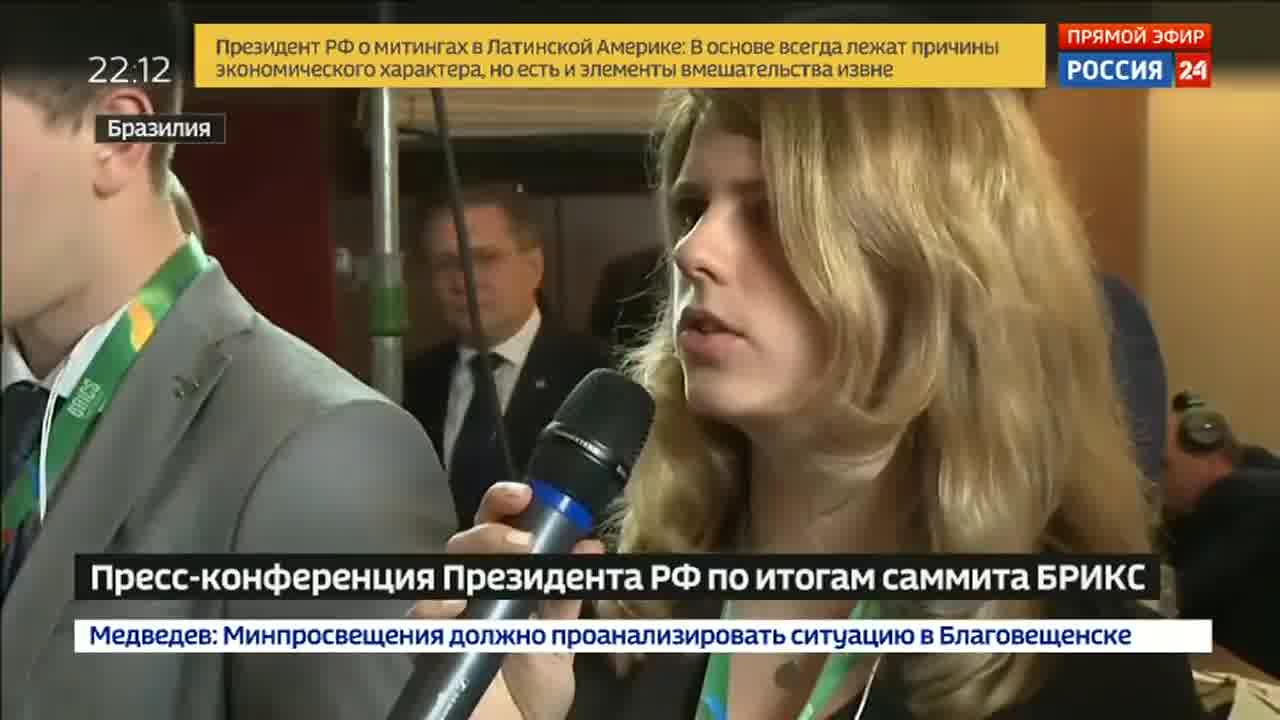 22:12
Президент РФ о митингах в Латинской Америке: В основе всегда лежат причины
экономического характера, но есть и элементы вмешательства извне
ПРЯМОЙ ЭФИР
РОССИЯ 24
Бразилия
BRICS
Пресс-конференция Президента РФ по итогам саммита БРИКС
Медведев: Минпросвещения должно проанализировать ситуацию в Благовещенске